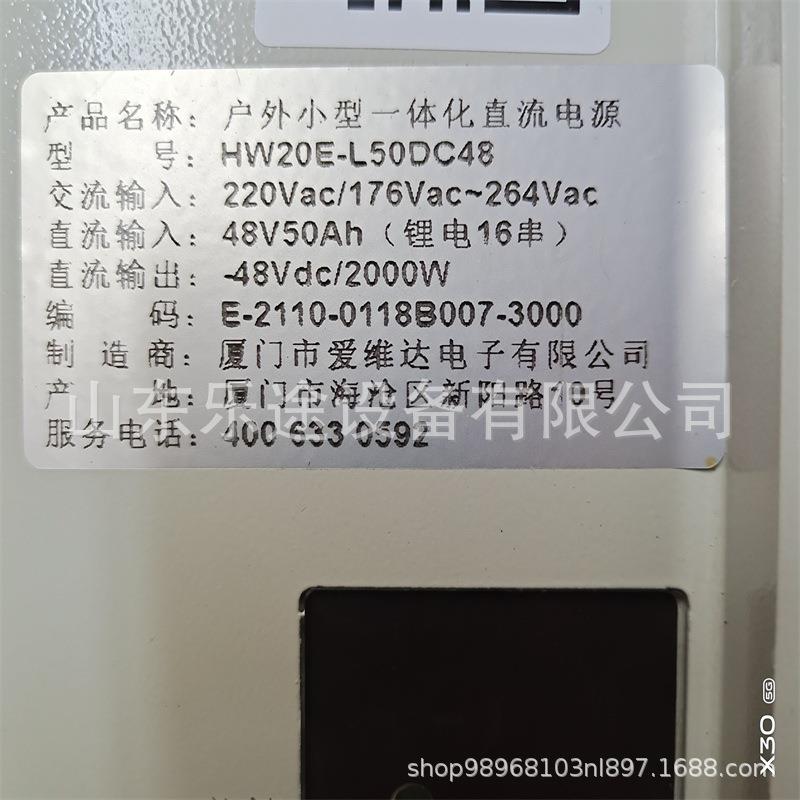 产品名称：户外小型一体化直流电源
型 号：HW20E-L50DC48
交流输入：220Vac/176Vac~264Vac
直流输入：48V50Ah（锂电16串）
直流输出：-48Vdc/2000W
编 码：E-2110-0118B007-3000
制 造 商：厦门市爱维达电子有限公司
产 地：厦门市海沧区新阳路10号
山东乐途设备有限公司
服务电话：400 633 0592
X30 5G
shop98968103nl897.1688.com